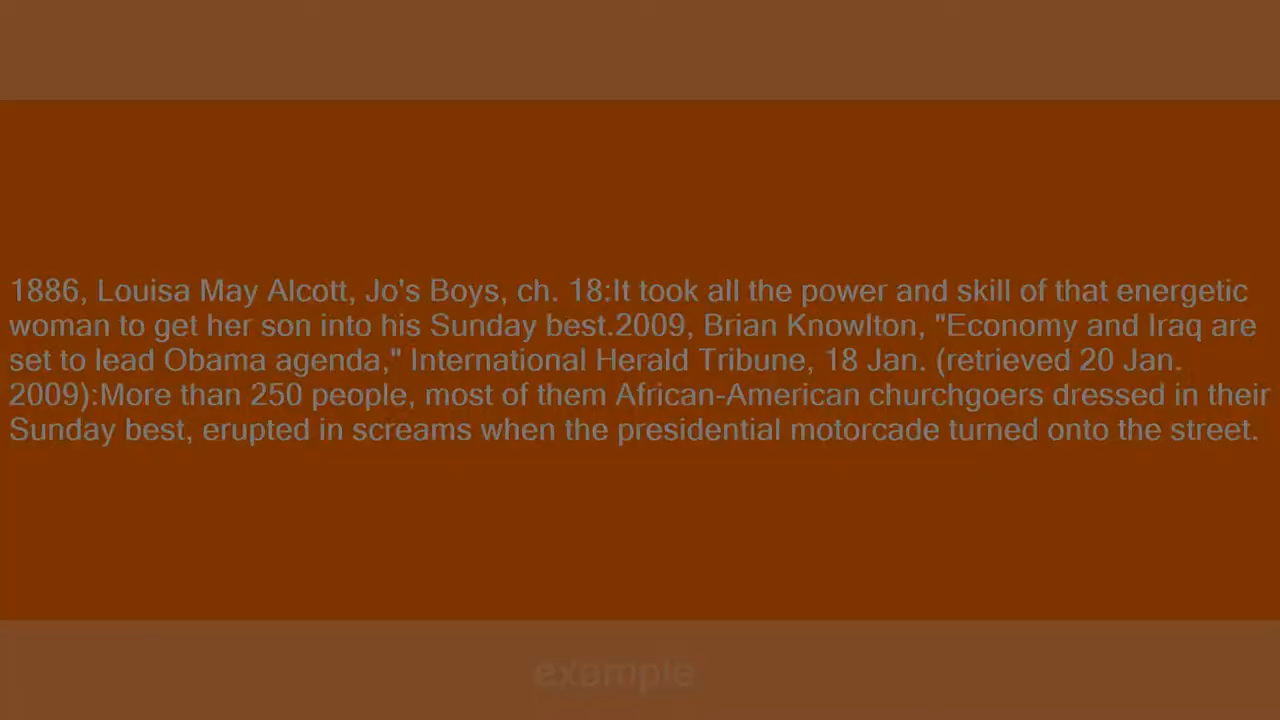 1886, Louisa May Alcott, Jo's Boys, ch. 18:It took all the power and skill of that energetic
woman to get her son into his Sunday best.2009, Brian Knowlton, "Economy and Iraq are
set to lead Obama agenda," International Herald Tribune, 18 Jan. (retrieved 20 Jan.
2009):More than 250 people, most of them African-American churchgoers dressed in their
Sunday best, erupted in screams when the presidential motorcade turned onto the street.
example